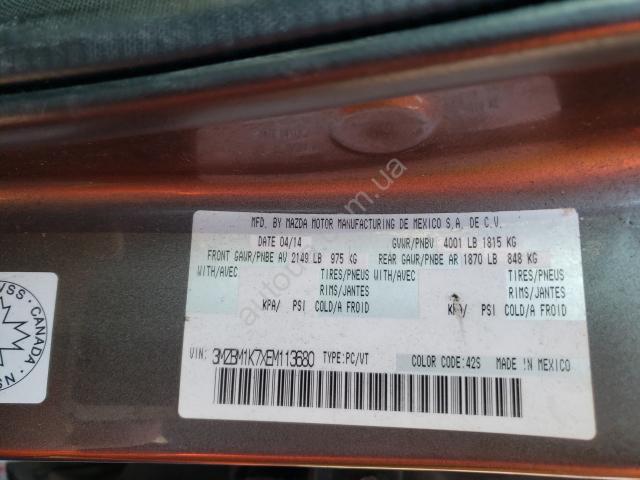 MFD. BY MAZDA MOTOR MANUFACTURING DE MEXICO S.A. DE C.V.
DATE 04/14 GVWR/PNBV 4001 LB 1815 KG
FRONT GAWR/PNBE AV 2149 LB 975 KG REAR GAWR/PNBE AR 1870 LB 848 KG
WITH/AVEC TIRES/PNEUS WITH/AVEC TIRES/PNEUS
RIMS/JANTES RIMS/JANTES
KPA/ PSI COLD/A FROID KPA/ PSI COLD/A FROID
VIN: 3MZBM1K7XEM113680 TYPE:PC/VT COLOR CODE:42S MADE IN MEXICO
CANADA